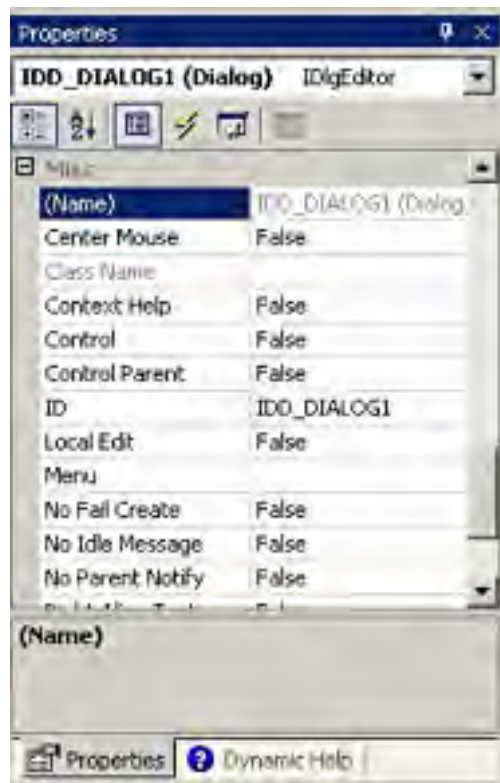 Properties
IDD_DIALOG1 (Dialog) IDlgEditor
Misc
(Name) IDD_DIALOG1 (Dialog
Center Mouse False
Class Name
Context Help False
Control False
Control Parent False
ID IDD_DIALOG1
Local Edit False
Menu
No Fail Create False
No Idle Message False
No Parent Notify False
(Name)
Properties Dynamic Help